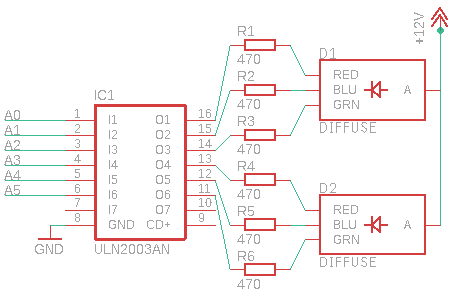 +12V
R1
470
R2
470
R3
470
R4
470
R5
470
R6
470
D1
RED
BLU
GRN
A
DIFFUSE
D2
RED
BLU
GRN
A
DIFFUSE
IC1
A0 1 I1 O1 16
A1 2 I2 O2 15
A2 3 I3 O3 14
A3 4 I4 O4 13
A4 5 I5 O5 12
A5 6 I6 O6 11
7 I7 O7 10
8 GND CD+ 9
GND
ULN2003AN